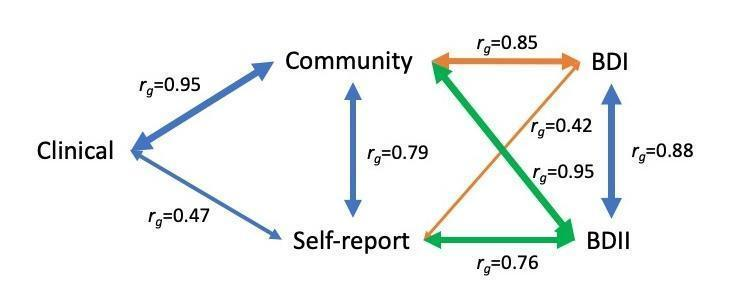 r_g=0.85
Community
BDI
r_g=0.95
r_g=0.42
Clinical
r_g=0.79
r_g=0.88
r_g=0.95
r_g=0.47
Self-report
BDII
r_g=0.76